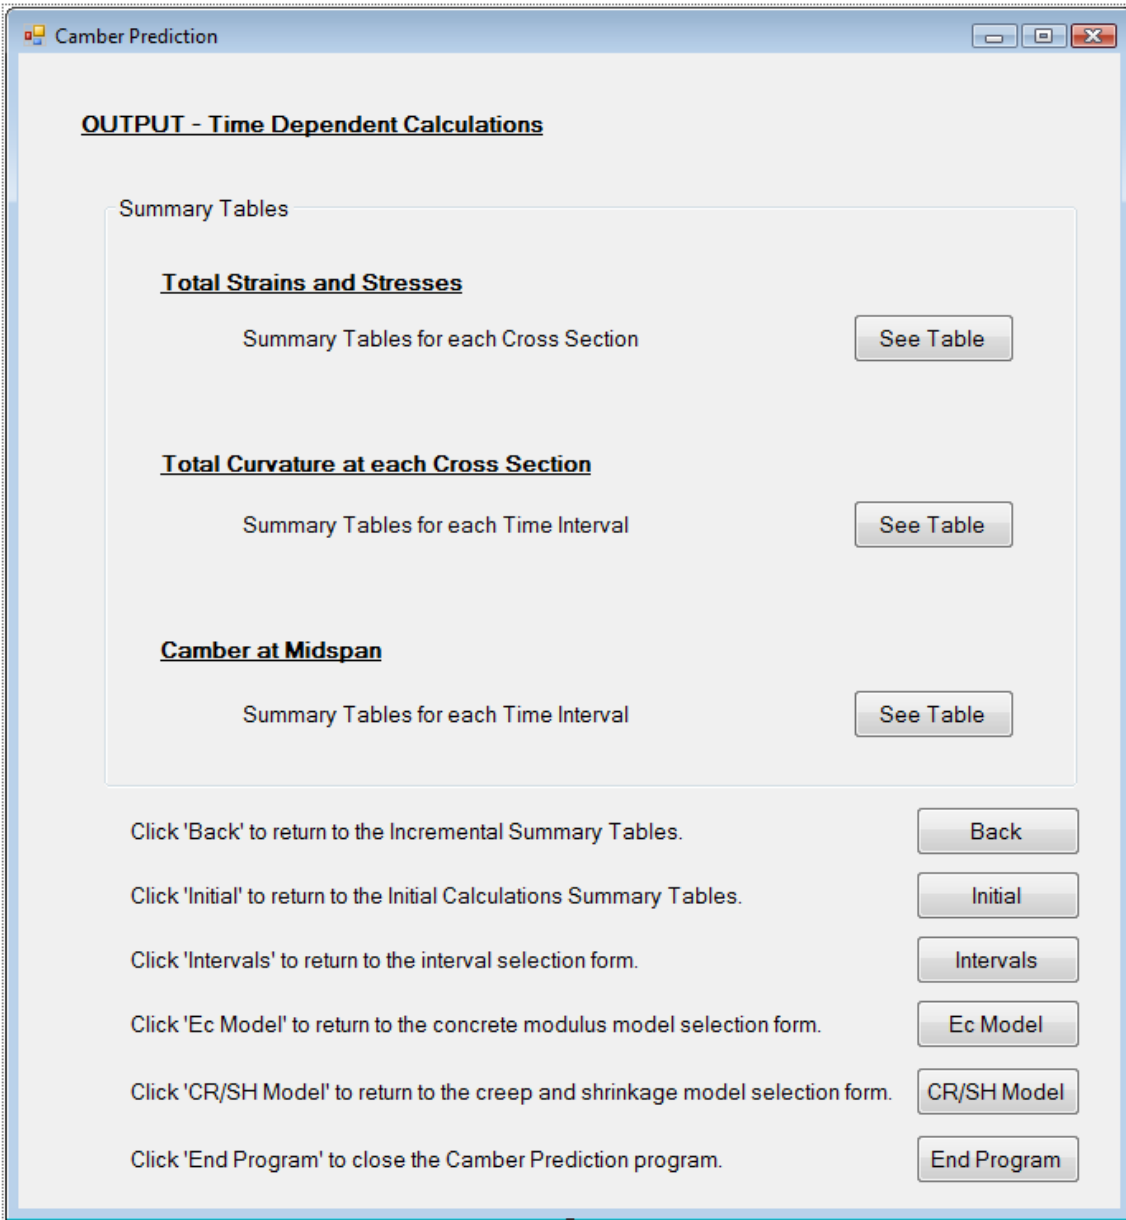 Camber Prediction
OUTPUT - Time Dependent Calculations
Summary Tables
Total Strains and Stresses
Summary Tables for each Cross Section See Table
Total Curvature at each Cross Section
Summary Tables for each Time Interval See Table
Camber at Midspan
Summary Tables for each Time Interval See Table
Click 'Back' to return to the Incremental Summary Tables. Back
Click 'Initial' to return to the Initial Calculations Summary Tables. Initial
Click 'Intervals' to return to the interval selection form. Intervals
Click 'Ec Model' to return to the concrete modulus model selection form. Ec Model
Click 'CR/SH Model' to return to the creep and shrinkage model selection form. CR/SH Model
Click 'End Program' to close the Camber Prediction program. End Program